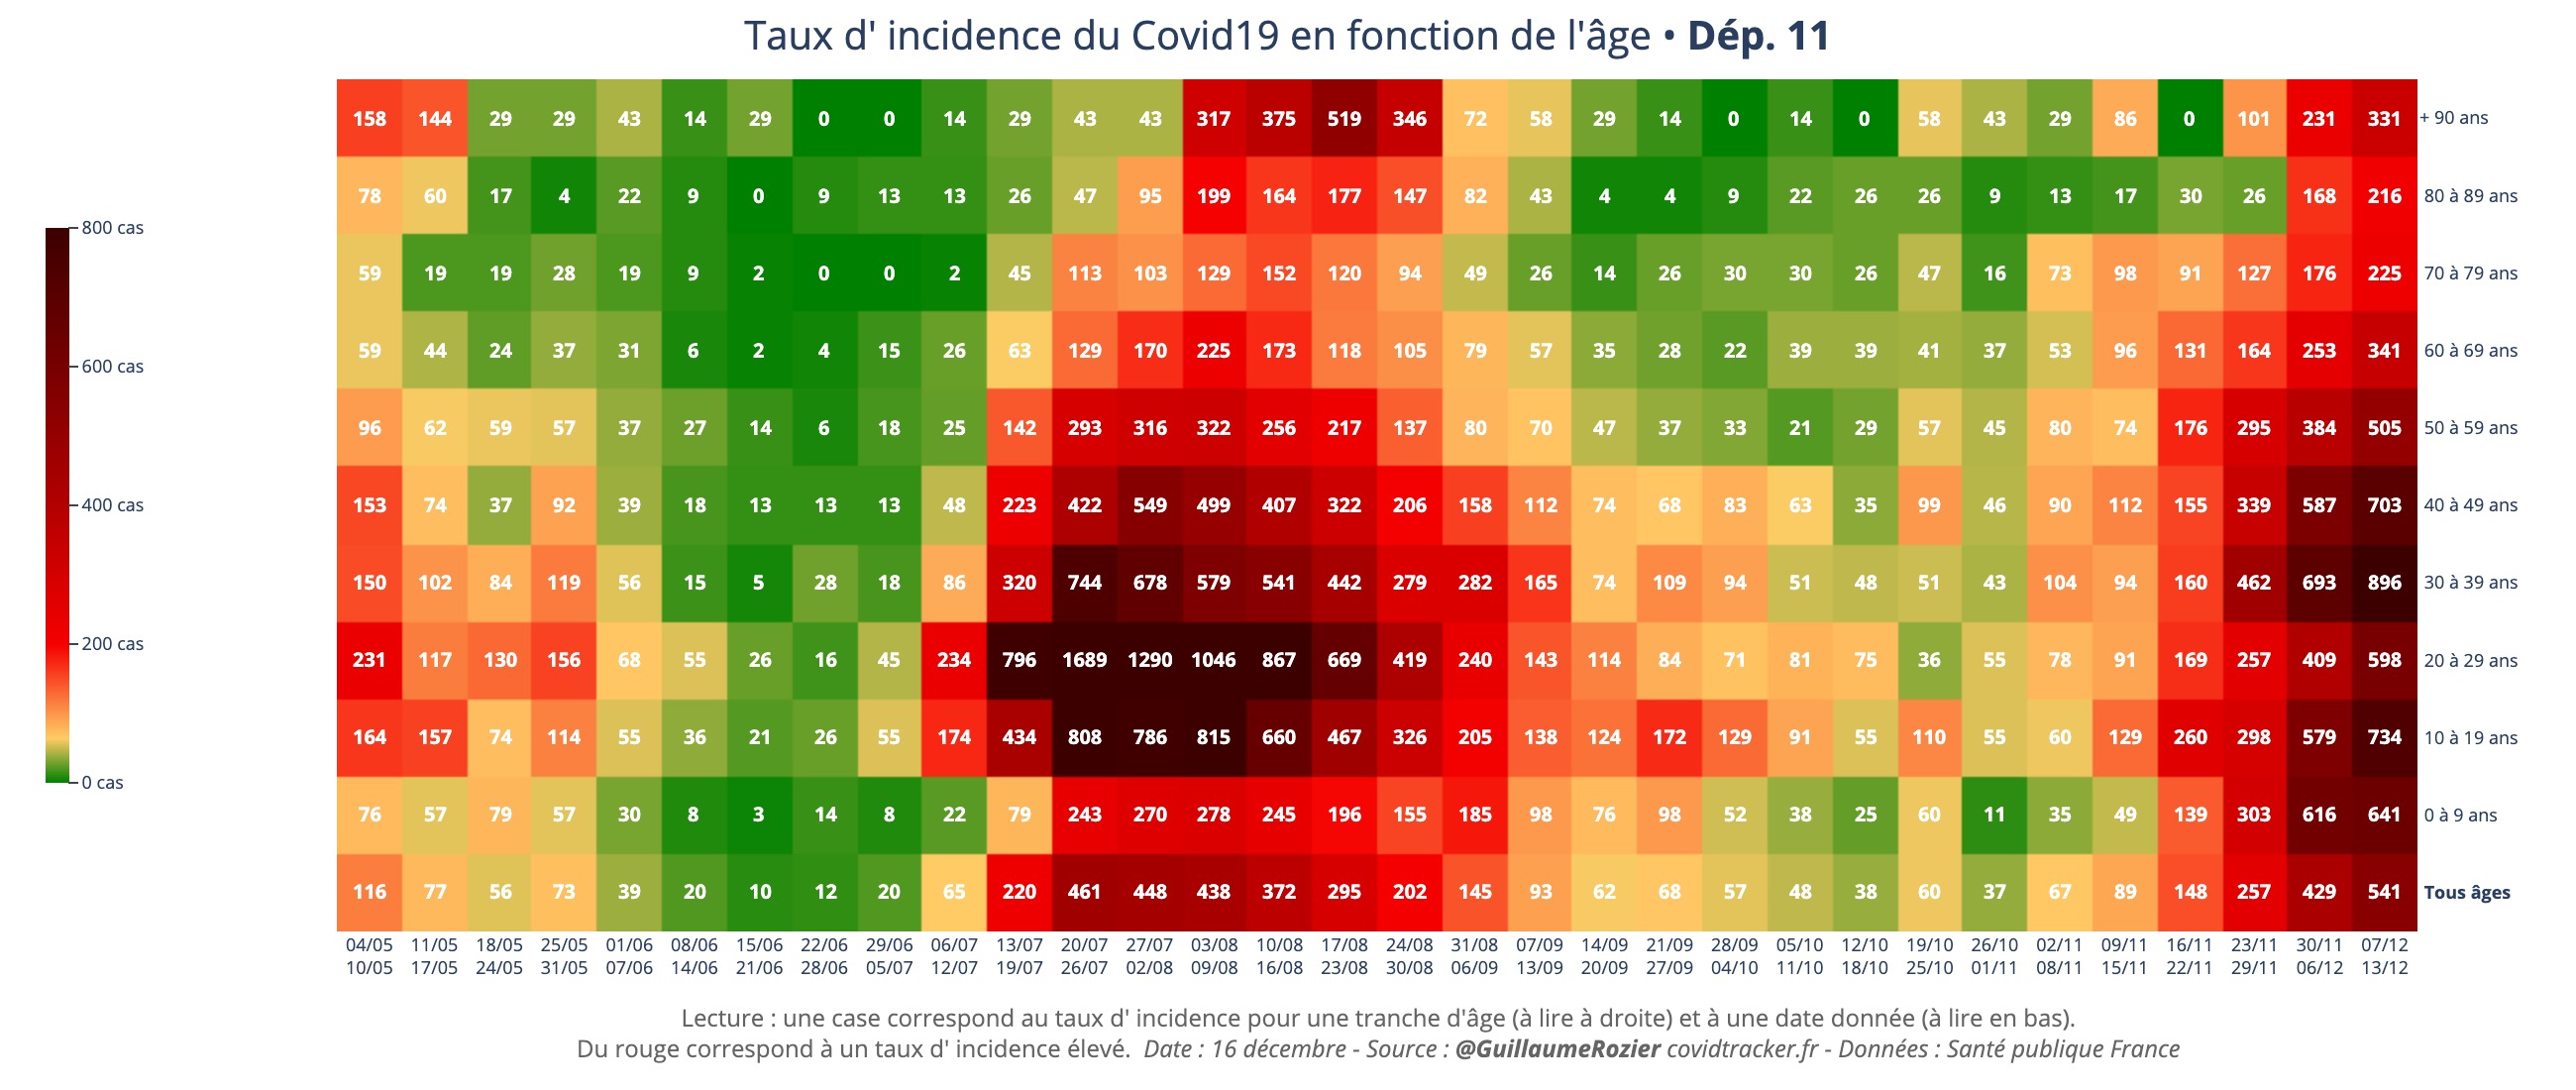 Taux d' incidence du Covid19 en fonction de l'âge • Dép. 11
800 cas
600 cas
400 cas
200 cas
0 cas
158 144 29 29 43 14 29 0 0 14 29 43 43 317 375 519 346 72 58 29 14 0 14 0 58 43 29 86 0 101 231 331 + 90 ans
78 60 17 4 22 9 0 9 13 13 26 47 95 199 164 177 147 82 43 4 4 9 22 26 26 9 13 17 30 26 168 216 80 à 89 ans
59 19 19 28 19 9 2 0 0 2 45 113 103 129 152 120 94 49 26 14 26 30 30 26 47 16 73 98 91 127 176 225 70 à 79 ans
59 44 24 37 31 6 2 4 15 26 63 129 170 225 173 118 105 79 57 35 28 22 39 39 41 37 53 96 131 164 253 341 60 à 69 ans
96 62 59 57 37 27 14 6 18 25 142 293 316 322 256 217 137 80 70 47 37 33 21 29 57 45 80 74 176 295 384 505 50 à 59 ans
153 74 37 92 39 18 13 13 13 48 223 422 549 499 407 322 206 158 112 74 68 83 63 35 99 46 90 112 155 339 587 703 40 à 49 ans
150 102 84 119 56 15 5 28 18 86 320 744 678 579 541 442 279 282 165 74 109 94 51 48 51 43 104 94 160 462 693 896 30 à 39 ans
231 117 130 156 68 55 26 16 45 234 796 1689 1290 1046 867 669 419 240 143 114 84 71 81 75 36 55 78 91 169 257 409 598 20 à 29 ans
164 157 74 114 55 36 21 26 55 174 434 808 786 815 660 467 326 205 138 124 172 129 91 55 110 55 60 129 260 298 579 734 10 à 19 ans
76 57 79 57 30 8 3 14 8 22 79 243 270 278 245 196 155 185 98 76 98 52 38 25 60 11 35 49 139 303 616 641 0 à 9 ans
116 77 56 73 39 20 10 12 20 65 220 461 448 438 372 295 202 145 93 62 68 57 48 38 60 37 67 89 148 257 429 541 Tous âges
04/05 11/05 18/05 25/05 01/06 08/06 15/06 22/06 29/06 06/07 13/07 20/07 27/07 03/08 10/08 17/08 24/08 31/08 07/09 14/09 21/09 28/09 05/10 12/10 19/10 26/10 02/11 09/11 16/11 23/11 30/11 07/12
10/05 17/05 24/05 31/05 07/06 14/06 21/06 28/06 05/07 12/07 19/07 26/07 02/08 09/08 16/08 23/08 30/08 06/09 13/09 20/09 27/09 04/10 11/10 18/10 25/10 01/11 08/11 15/11 22/11 29/11 06/12 13/12
Lecture : une case correspond au taux d' incidence pour une tranche d'âge (à lire à droite) et à une date donnée (à lire en bas).
Du rouge correspond à un taux d' incidence élevé. Date : 16 décembre - Source : @GuillaumeRozier covidtracker.fr - Données : Santé publique France